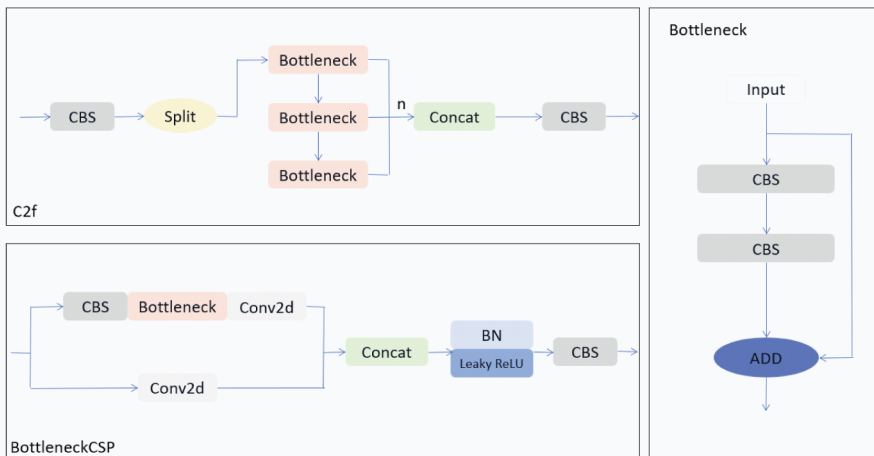 CBS
Split
Bottleneck
Bottleneck
Bottleneck
n
Concat
CBS
C2f
CBS
Bottleneck
Conv2d
Conv2d
Concat
BN
Leaky ReLU
CBS
BottleneckCSP
Bottleneck
Input
CBS
CBS
ADD